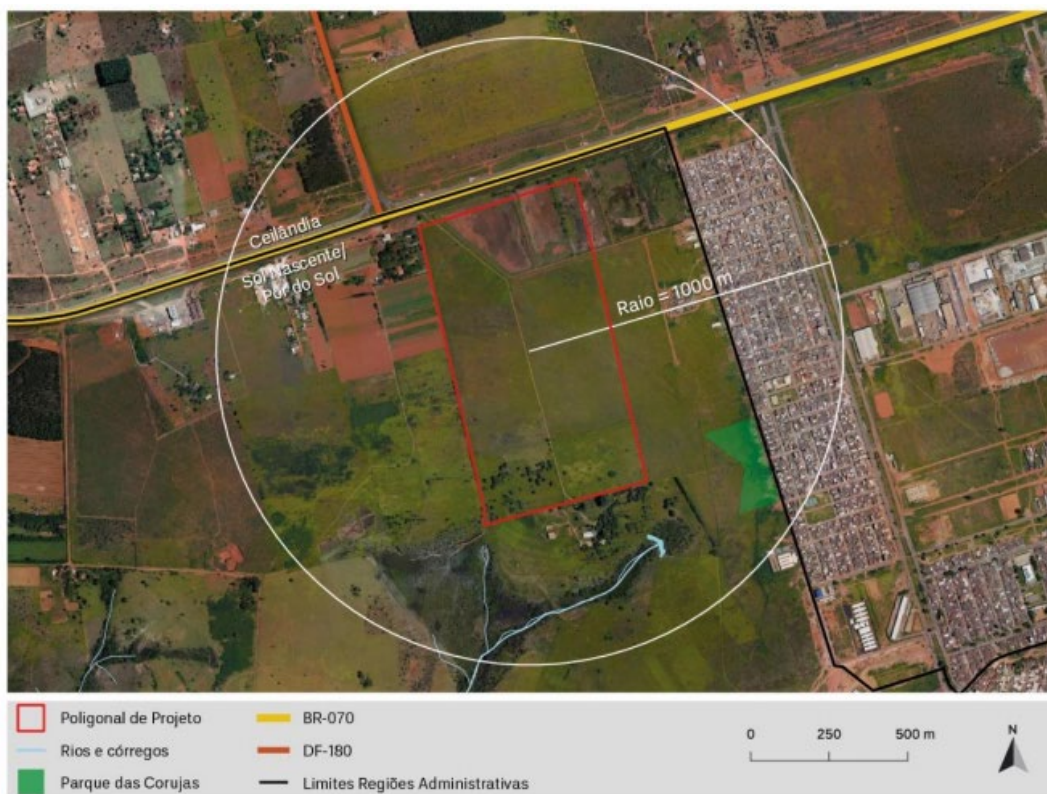 Ceilândia
Sol Nascente/
Pôr do Sol
Raio = 1000 m
Poligonal de Projeto
BR-070
Rios e córregos
DF-180
Parque das Corujas
Limites Regiões Administrativas
0 250 500 m
N